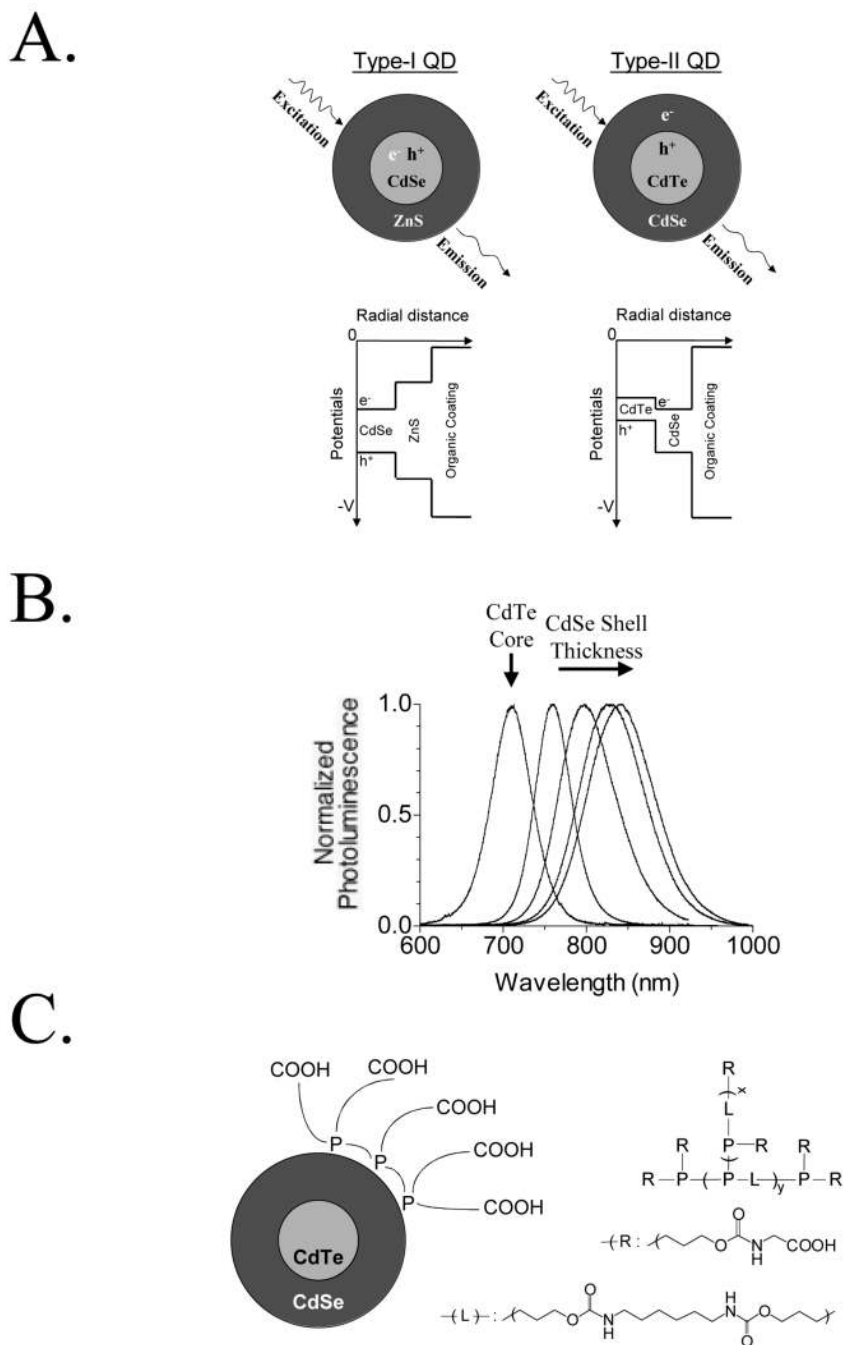 A.
Type-I QD
Type-II QD
Excitation
e⁻ h⁺
CdSe
ZnS
Emission
Excitation
e⁻
h⁺
CdTe
CdSe
Emission
Radial distance
0
Potentials
-V
e⁻
CdSe
h⁺
ZnS
Organic Coating
Radial distance
0
Potentials
-V
CdTe
e⁻
h⁺
CdSe
Organic Coating
B.
CdTe
Core
CdSe Shell
Thickness
Normalized
Photoluminescence
1.0
0.5
0.0
600 700 800 900 1000
Wavelength (nm)
C.
COOH
COOH
COOH
COOH
COOH
P
P
P
CdTe
CdSe
R
x
L
R P R R
R P P L y P R
R : O O N H COOH
L : O O N H H N O O